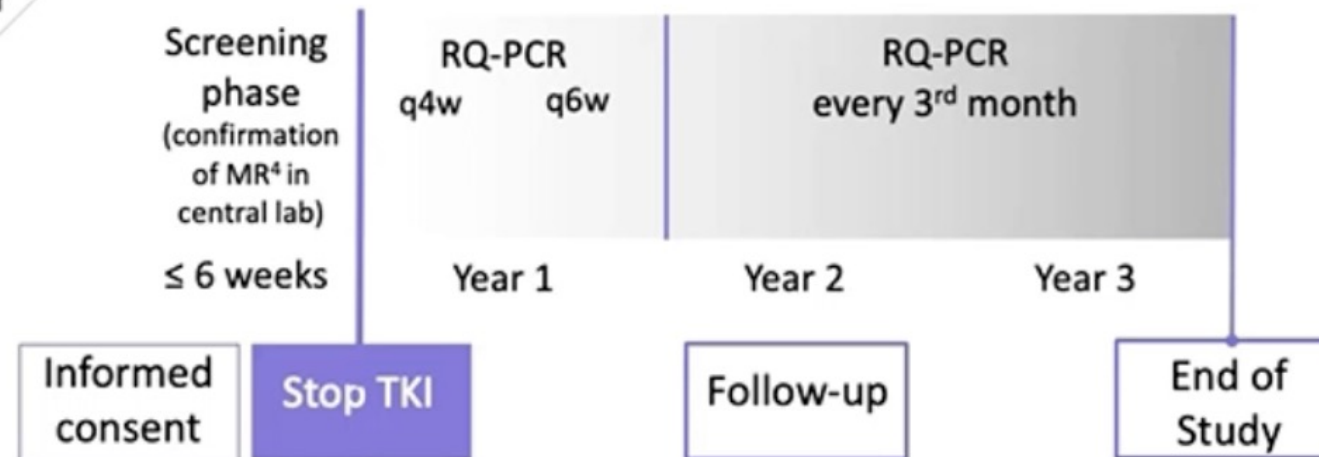 Screening
phase
(confirmation
of MR⁴ in
central lab)
≤ 6 weeks
RQ-PCR
q4w q6w
RQ-PCR
every 3rd month
Year 1
Year 2
Year 3
Informed
consent
Stop TKI
Follow-up
End of
Study